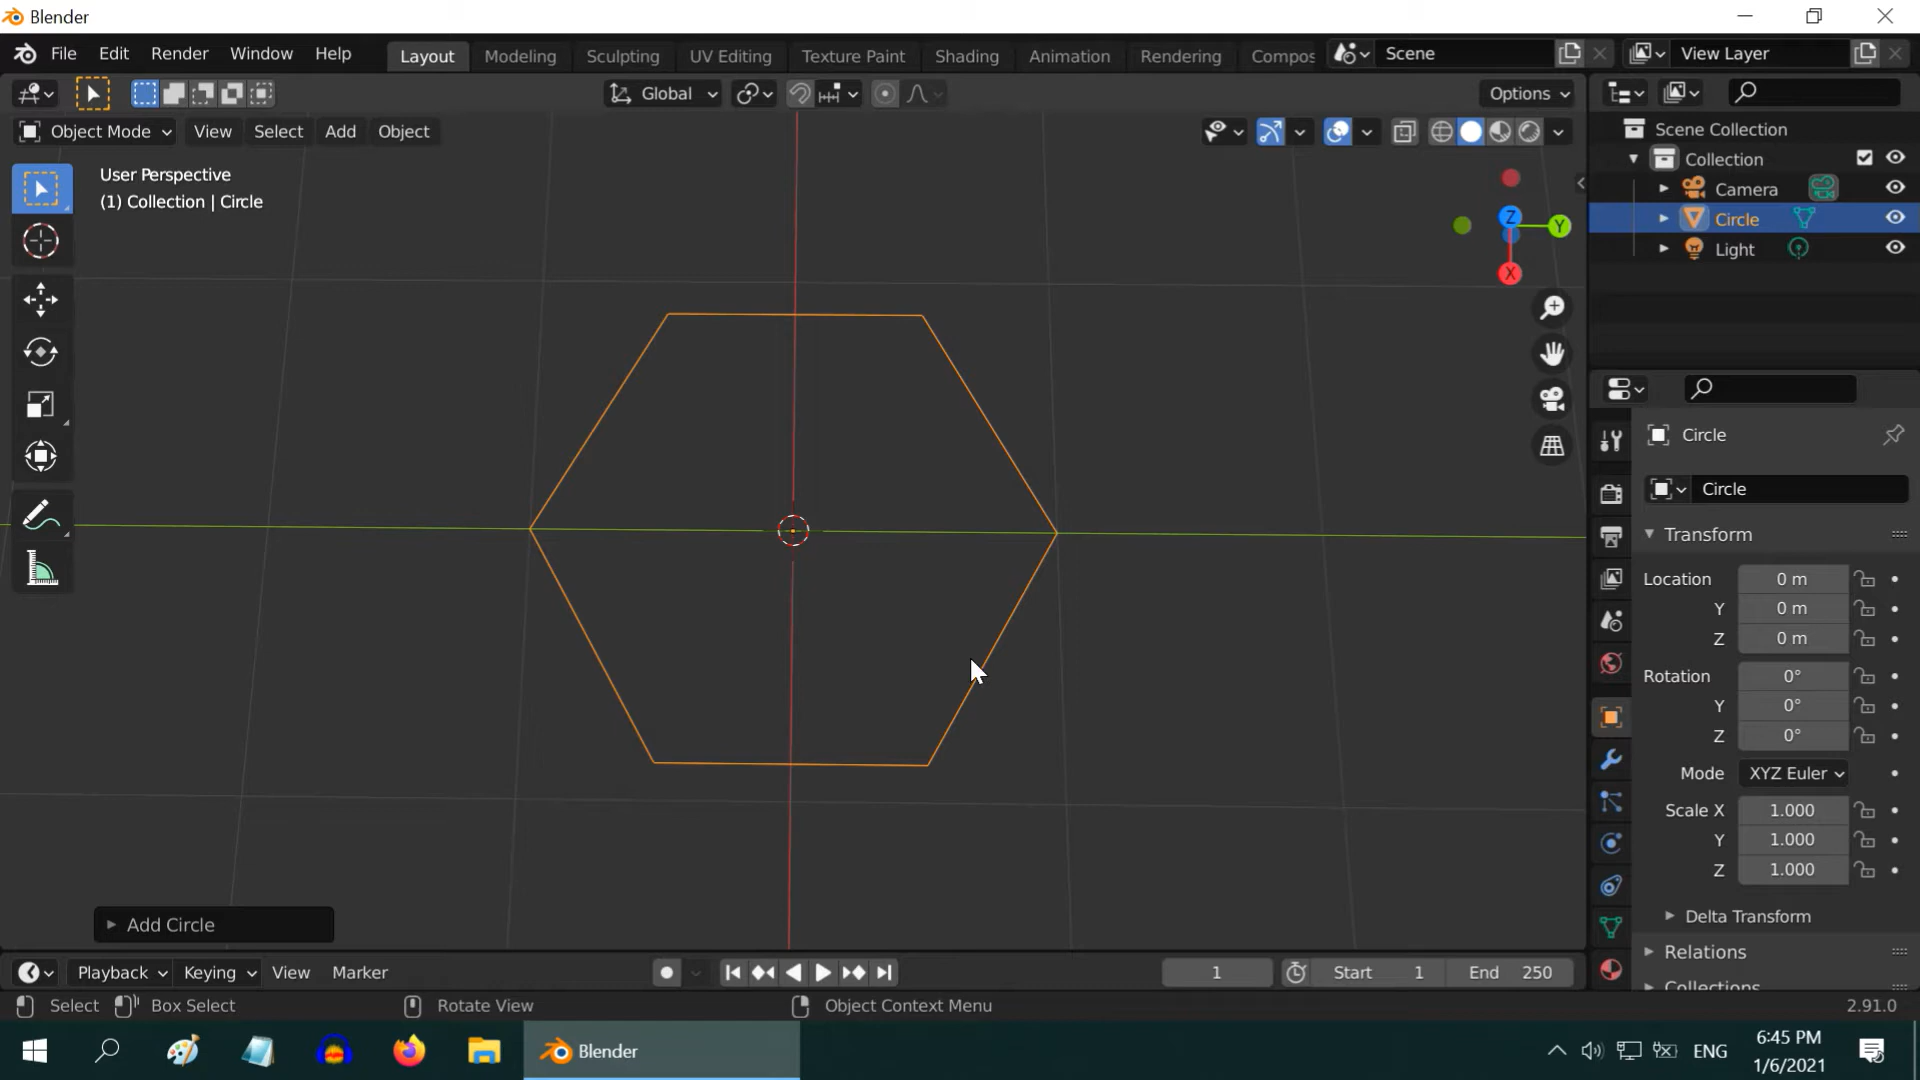 Blender
File Edit Render Window Help
Layout Modeling Sculpting UV Editing Texture Paint Shading Animation Rendering Compos
Scene
View Layer
Global
Options
Object Mode View Select Add Object
User Perspective
(1) Collection | Circle
Z
Y
X
Scene Collection
Collection
Camera
Circle
Light
Circle
Circle
Transform
Location 0 m
Y 0 m
Z 0 m
Rotation 0°
Y 0°
Z 0°
Mode XYZ Euler
Scale X 1.000
Y 1.000
Z 1.000
Delta Transform
Relations
Collections
Add Circle
Playback Keying View Marker
1
Start 1
End 250
Select Box Select Rotate View Object Context Menu 2.91.0
Blender
ENG
6:45 PM
1/6/2021